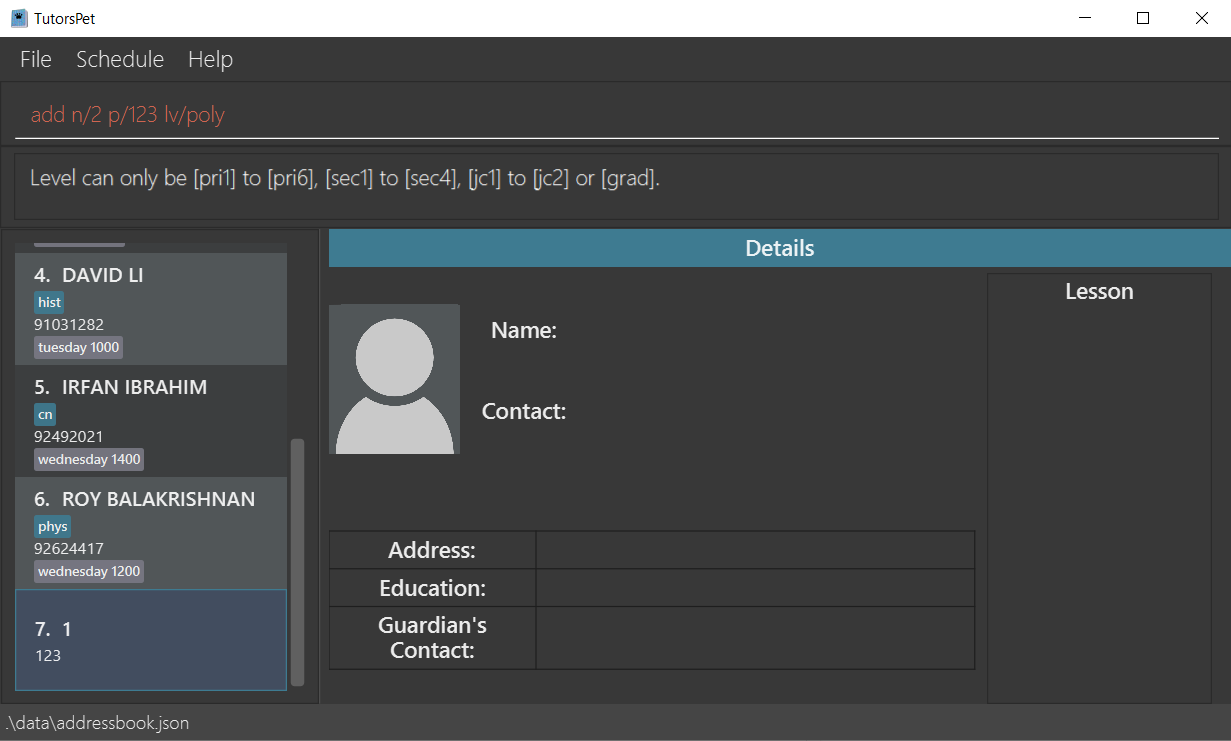 TutorsPet
File Schedule Help
add n/2 p/123 lv/poly
Level can only be [pri1] to [pri6], [sec1] to [sec4], [jc1] to [jc2] or [grad].
4. DAVID LI
hist
91031282
tuesday 1000
5. IRFAN IBRAHIM
cn
92492021
wednesday 1400
6. ROY BALAKRISHNAN
phys
92624417
wednesday 1200
7. 1
123
Details
Name:
Contact:
Address:
Education:
Guardian's
Contact:
Lesson
.\data\addressbook.json